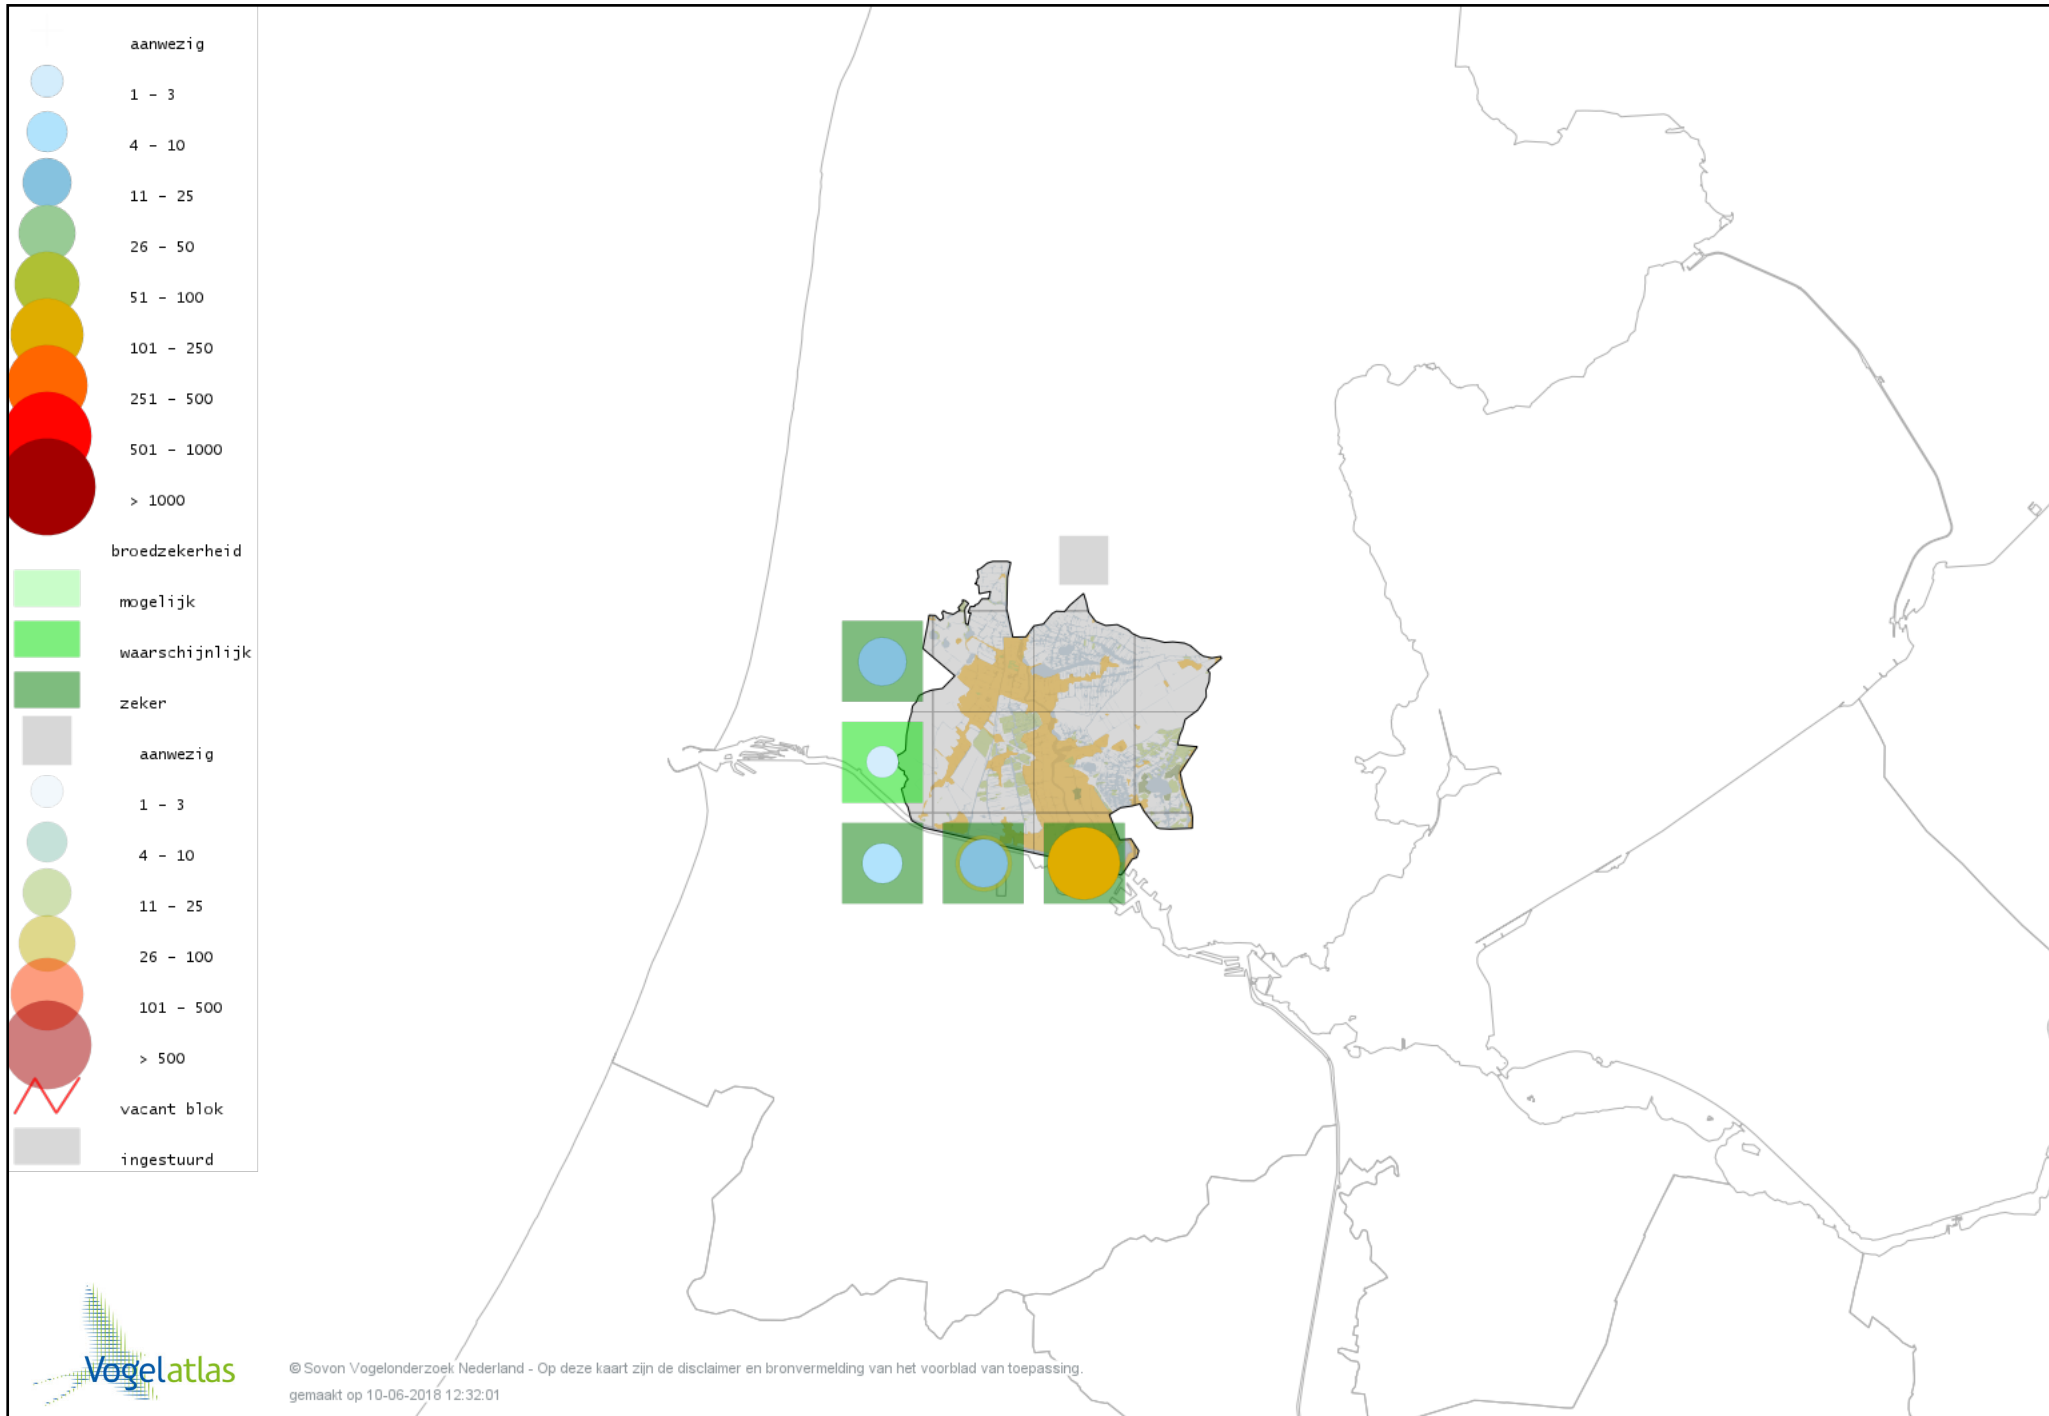 aanwezig
1 - 3
4 - 10
11 - 25
26 - 50
51 - 100
101 - 250
251 - 500
501 - 1000
> 1000
broedzekerheid
mogelijk
waarschijnlijk
zeker
aanwezig
1 - 3
4 - 10
11 - 25
26 - 100
101 - 500
> 500
vacant blok
ingestuurd
Vogelatlas
© Sovon Vogelonderzoek Nederland - Op deze kaart zijn de disclaimer en bronvermelding van het voorblad van toepassing.
gemaakt op 10-06-2018 12:32:01